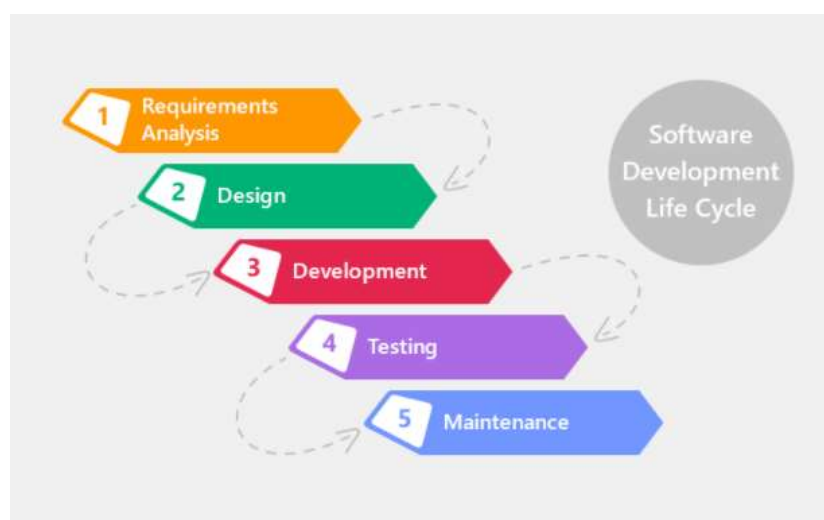 1
Requirements
Analysis
2
Design
3
Development
4
Testing
5
Maintenance
Software
Development
Life Cycle